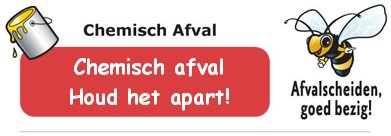 Chemisch Afval
Chemisch afval
Houd het apart!
Afvalscheiden,
goed bezig!